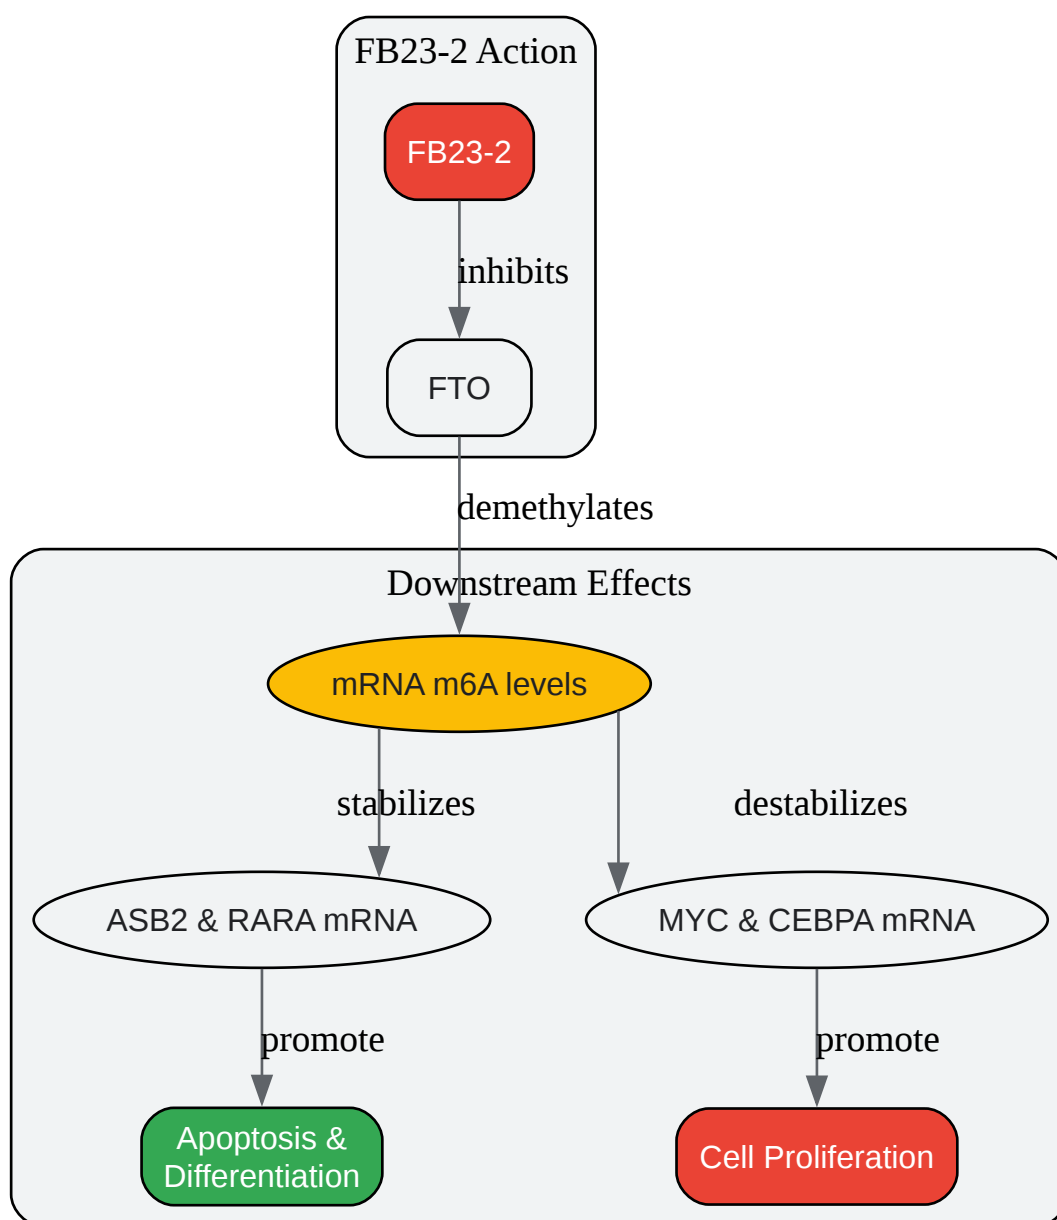 FB23-2 Action
FB23-2
inhibits
FTO
demethylates
Downstream Effects
mRNA m6A levels
stabilizes
destabilizes
ASB2 & RARA mRNA
MYC & CEBPA mRNA
promote
promote
Apoptosis &
Differentiation
Cell Proliferation